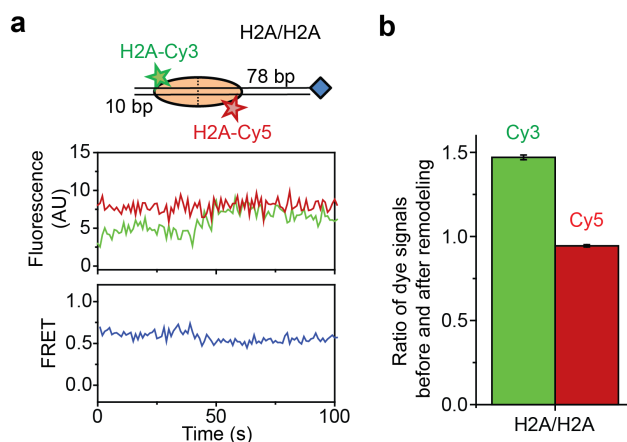 a
H2A/H2A
H2A-Cy3
78 bp
10 bp
H2A-Cy5
Fluorescence
(AU)
15
10
5
0
FRET
1.0
0.5
0.0
0 50 100
Time (s)
b
Ratio of dye signals
before and after remodeling
1.5
1.0
0.5
0.0
Cy3
Cy5
H2A/H2A